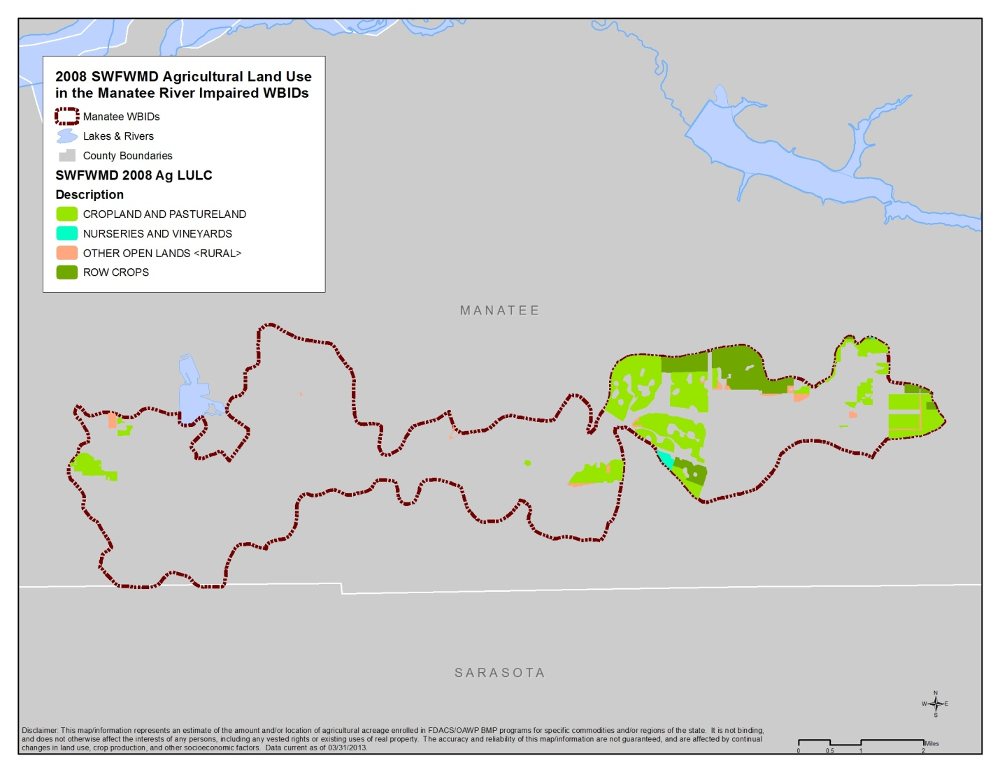 2008 SWFWMD Agricultural Land Use
in the Manatee River Impaired WBIDs
Manatee WBIDs
Lakes & Rivers
County Boundaries
SWFWMD 2008 Ag LULC
Description
CROPLAND AND PASTURELAND
NURSERIES AND VINEYARDS
OTHER OPEN LANDS <RURAL>
ROW CROPS
MANATEE
SARASOTA
N
W E
S
Disclaimer: This map/information represents an estimate of the amount and/or location of agricultural acreage enrolled in FDACS/OAWP BMP programs for specific commodities and/or regions of the state. It is not binding,
and does not otherwise affect the interests of any persons, including any vested rights or existing uses of real property. The accuracy and reliability of this map/information are not guaranteed, and are affected by continual
changes in land use, crop production, and other socioeconomic factors. Data current as of 03/31/2013.
Miles
0 0.5 1 2